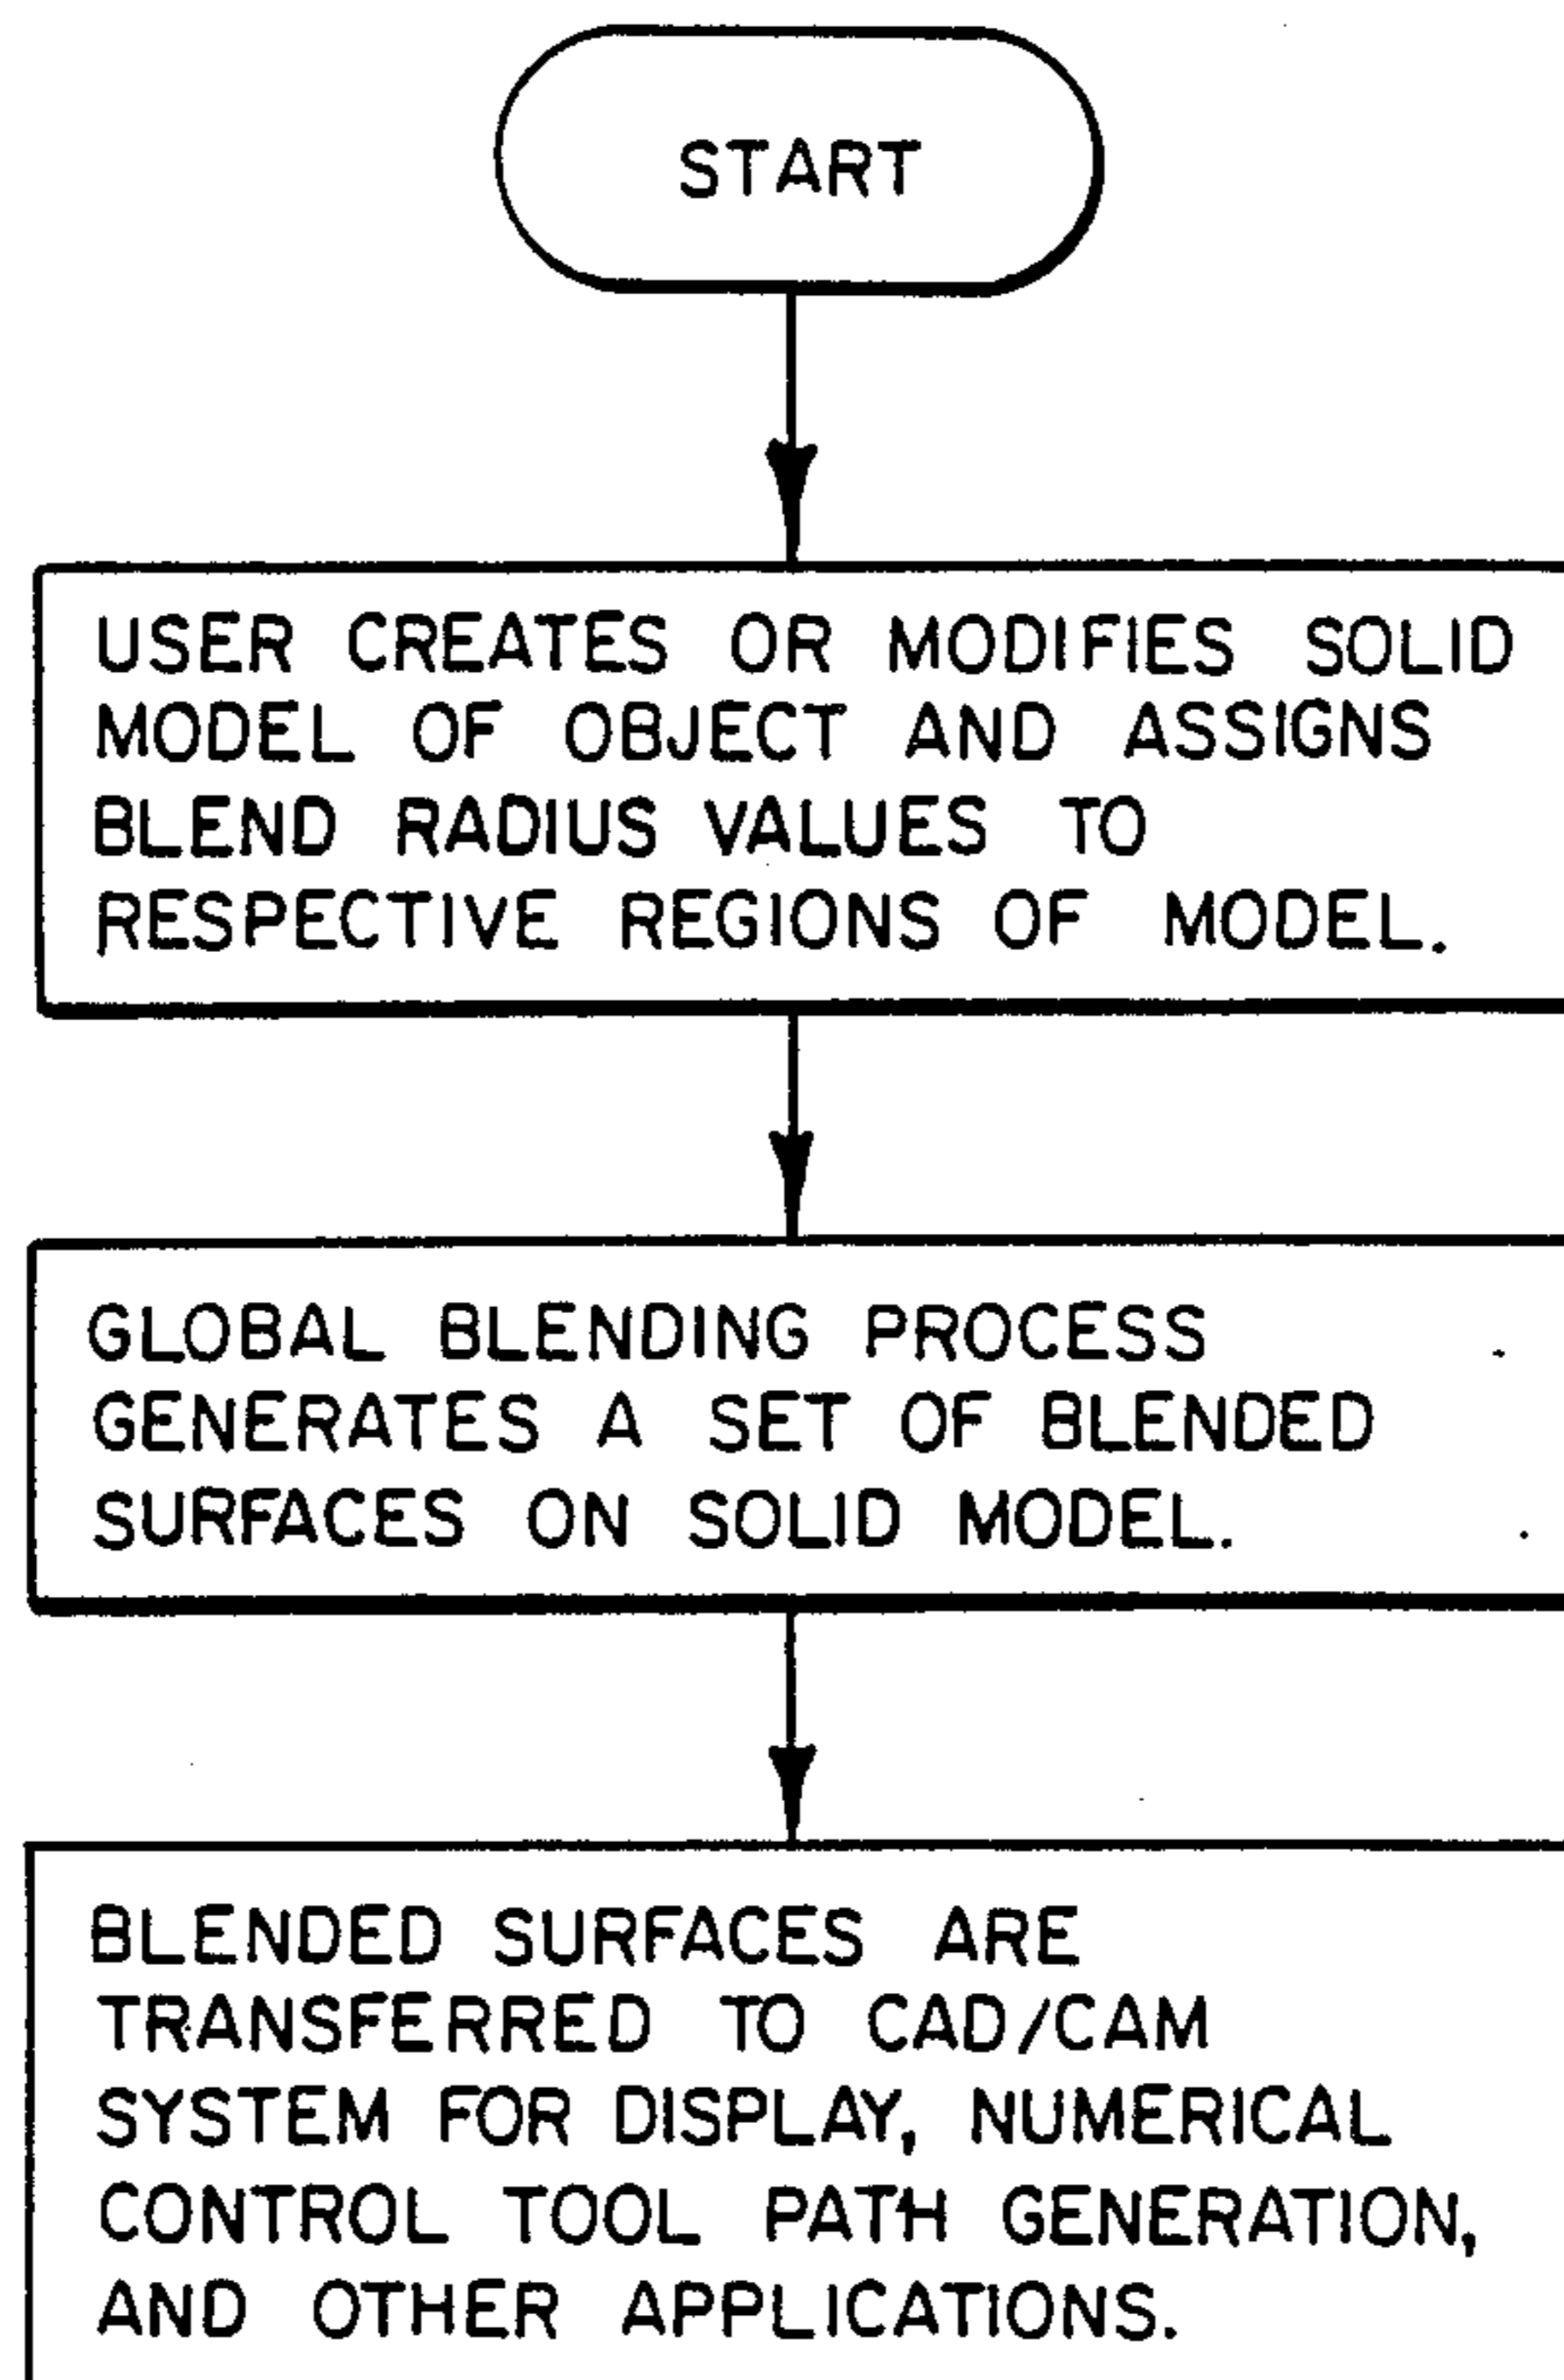 START
USER CREATES OR MODIFIES SOLID
MODEL OF OBJECT AND ASSIGNS
BLEND RADIUS VALUES TO
RESPECTIVE REGIONS OF MODEL.
GLOBAL BLENDING PROCESS
GENERATES A SET OF BLENDED
SURFACES ON SOLID MODEL.
BLENDED SURFACES ARE
TRANSFERRED TO CAD/CAM
SYSTEM FOR DISPLAY, NUMERICAL
CONTROL TOOL PATH GENERATION,
AND OTHER APPLICATIONS.